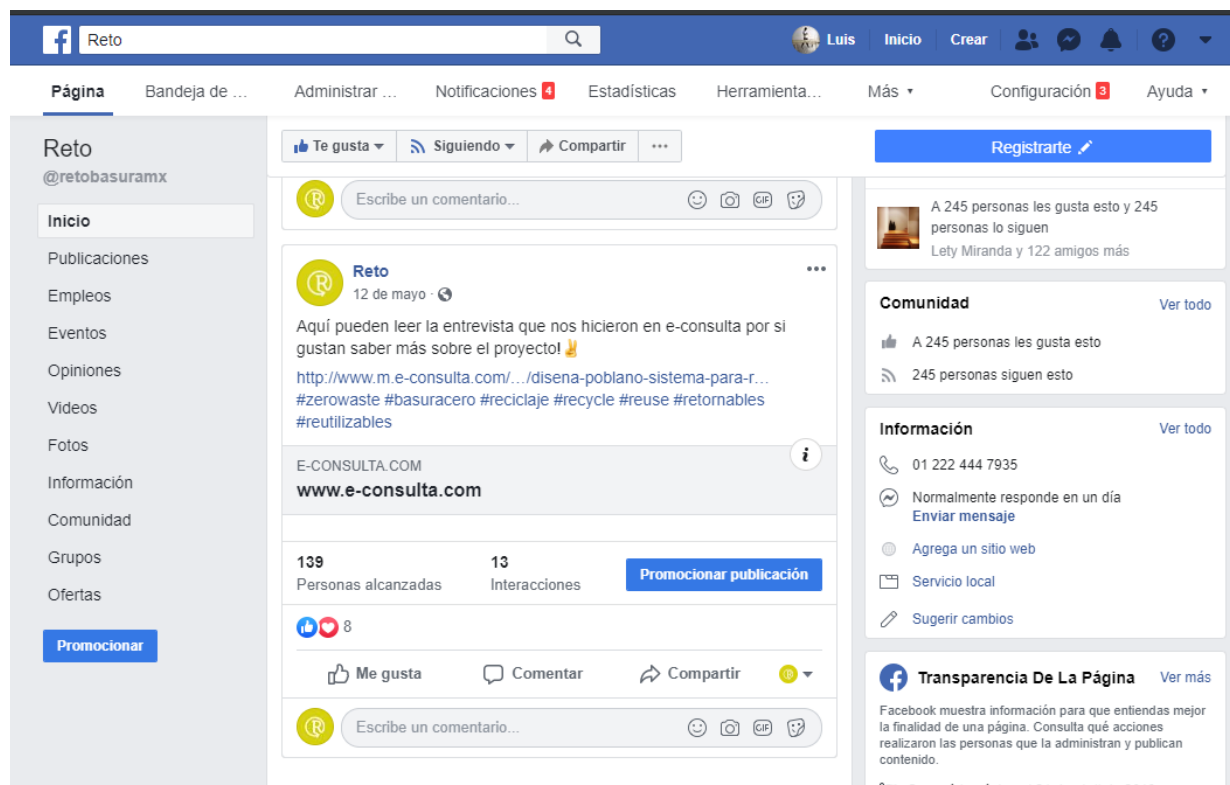 Reto
Luis Inicio Crear
Página Bandeja de ... Administrar ... Notificaciones 4 Estadísticas Herramienta... Más Configuración 3 Ayuda
Reto
@retobasuramx
Inicio
Publicaciones
Empleos
Eventos
Opiniones
Videos
Fotos
Información
Comunidad
Grupos
Ofertas
Promocionar
Te gusta Siguiendo Compartir ...
Registrarte
Escribe un comentario...
GIF
Reto
12 de mayo ·
Aquí pueden leer la entrevista que nos hicieron en e-consulta por si
gustan saber más sobre el proyecto!
http://www.m.e-consulta.com/.../disena-poblano-sistema-para-r...
#zerowaste #basuracero #reciclaje #recycle #reuse #retornables
#reutilizables
E-CONSULTA.COM
www.e-consulta.com
139
Personas alcanzadas
13
Interacciones
Promocionar publicación
8
Me gusta Comentar Compartir
Escribe un comentario...
GIF
A 245 personas les gusta esto y 245
personas lo siguen
Lety Miranda y 122 amigos más
Comunidad Ver todo
A 245 personas les gusta esto
245 personas siguen esto
Información Ver todo
01 222 444 7935
Normalmente responde en un día
Enviar mensaje
Agrega un sitio web
Servicio local
Sugerir cambios
Transparencia De La Página Ver más
Facebook muestra información para que entiendas mejor
la finalidad de una página. Consulta qué acciones
realizaron las personas que la administran y publican
contenido.